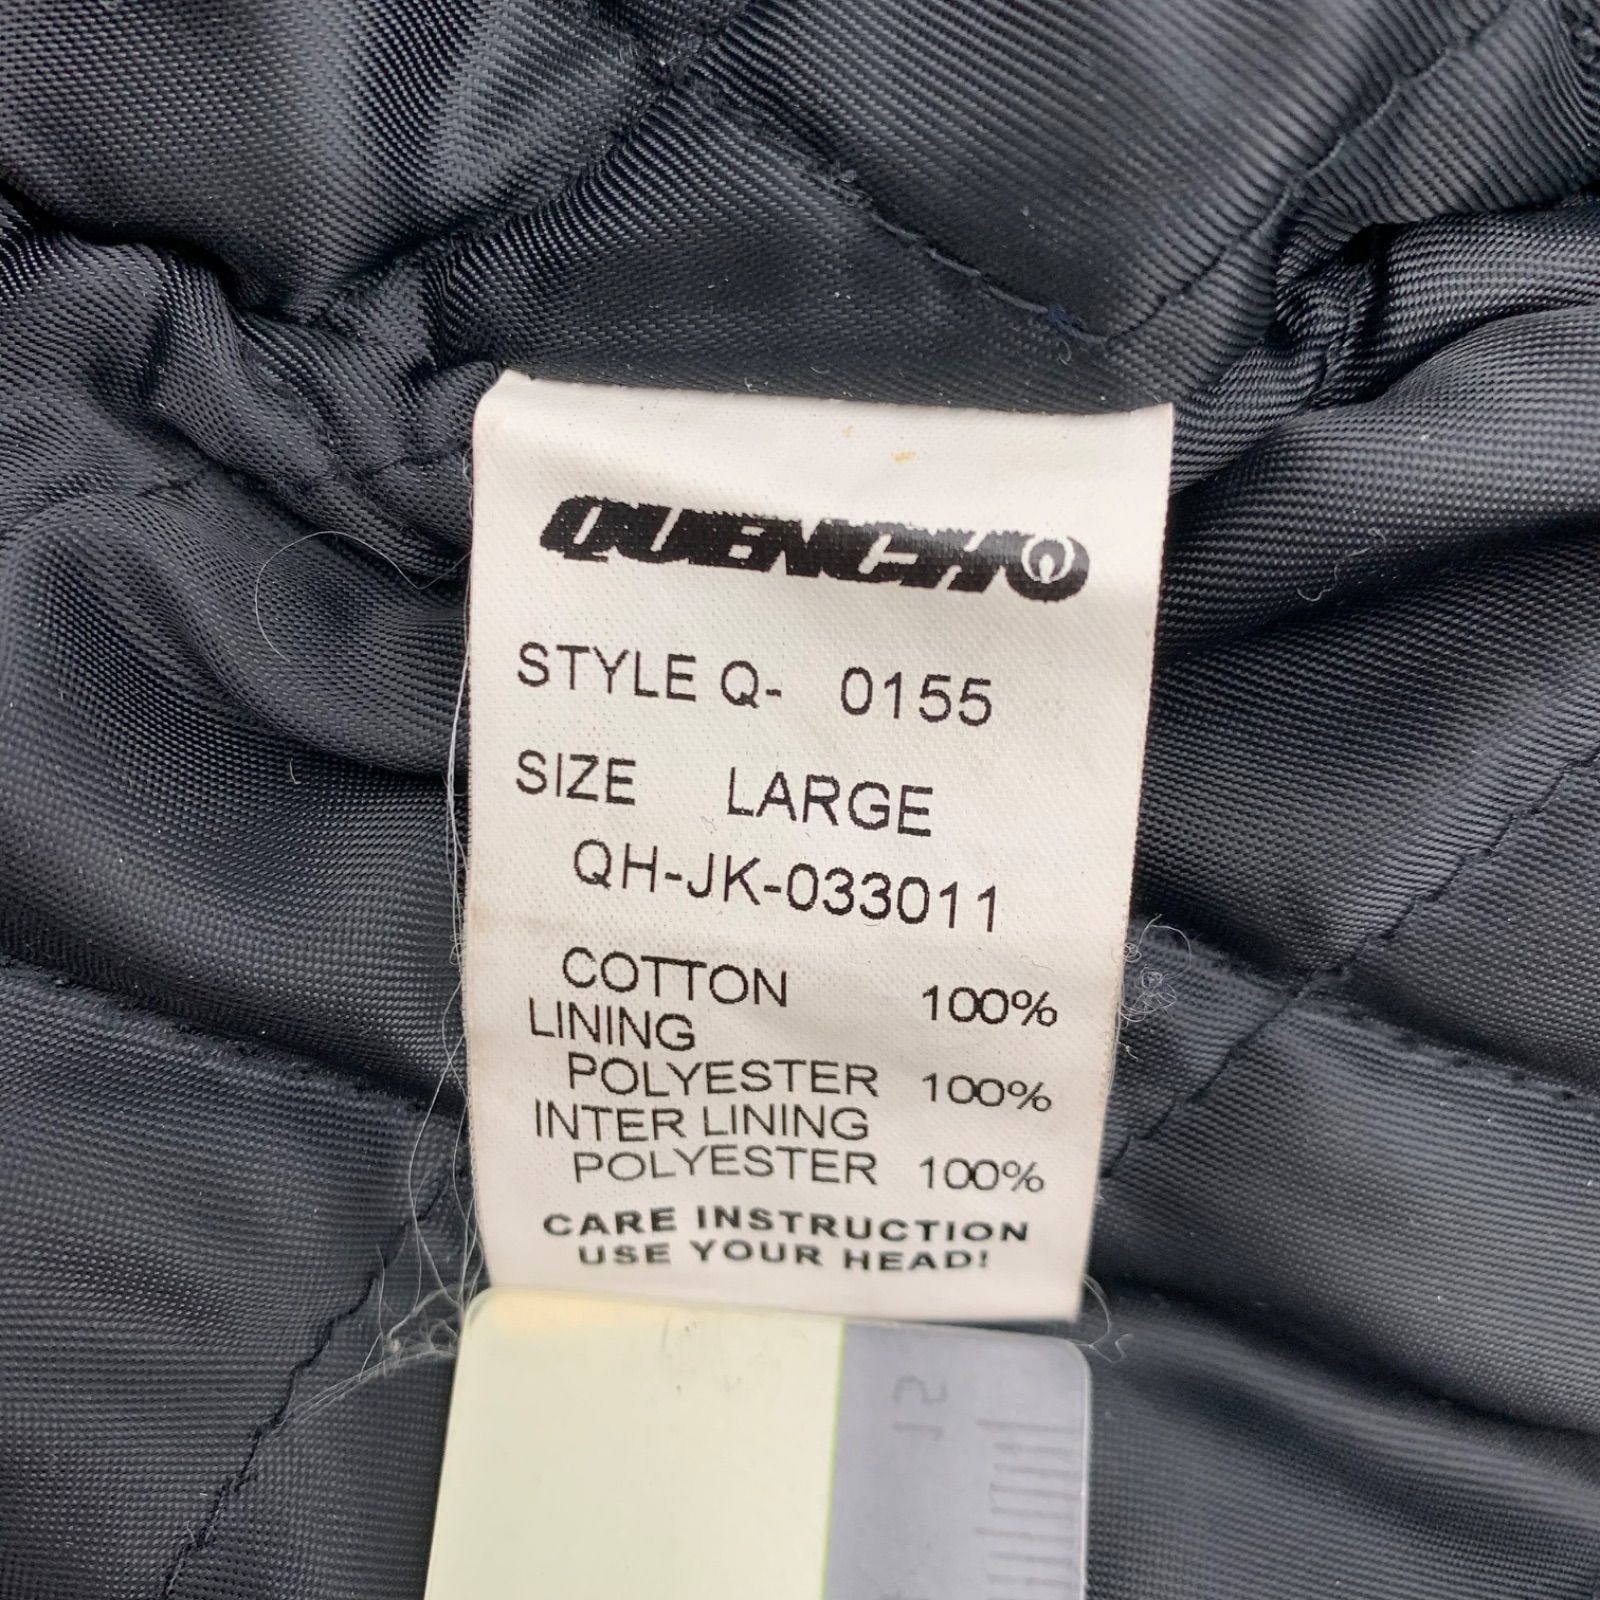 QUENCH
STYLE Q- 0155
SIZE LARGE
QH-JK-033011
COTTON 100%
LINING
POLYESTER 100%
INTER LINING
POLYESTER 100%
CARE INSTRUCTION
USE YOUR HEAD!